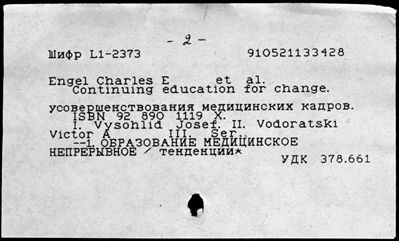 - 2 -
Шифр L1-2373 910521133428
Engel Charles E et al.
Continuing education for change.
усовершенствования медицинских кадров.
ISBN 92 890 1119 X.
I. Vysohlid Josef. II. Vodoratski
Victor A III. Ser.
--1. ОБРАЗОВАНИЕ МЕДИЦИНСКОЕ
НЕПРЕРЫВНОЕ / тенденции*
УДК 378.661